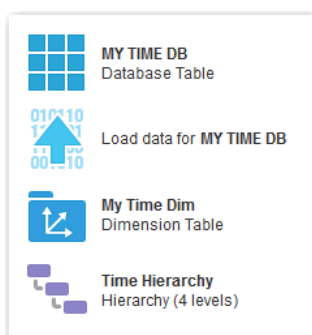 MY TIME DB
Database Table
010110
Load data for MY TIME DB
My Time Dim
Dimension Table
Time Hierarchy
Hierarchy (4 levels)